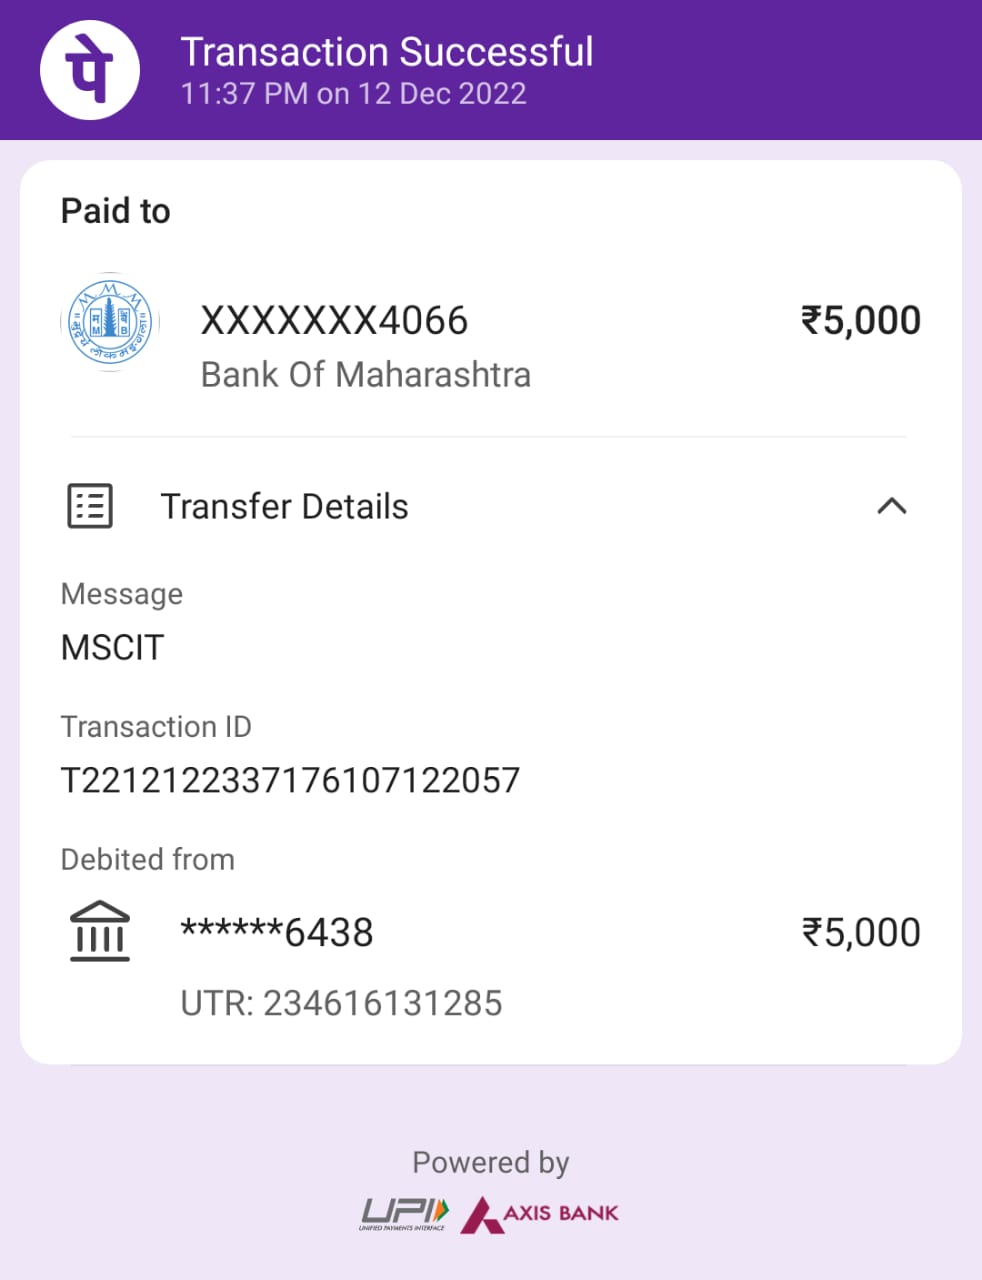 पे
Transaction Successful
11:37 PM on 12 Dec 2022
Paid to
XXXXXXX4066
₹5,000
Bank Of Maharashtra
Transfer Details
Message
MSCIT
Transaction ID
T2212122337176107122057
Debited from
******6438
₹5,000
UTR: 234616131285
Powered by
UPI
UNIFIED PAYMENTS INTERFACE
AXIS BANK